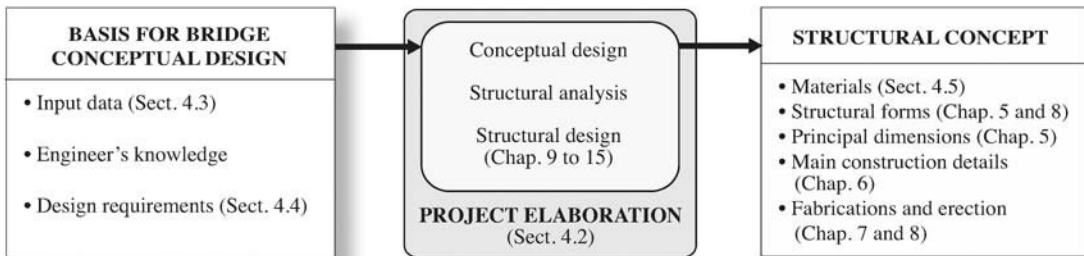 BASIS FOR BRIDGE
CONCEPTUAL DESIGN
• Input data (Sect. 4.3)
• Engineer’s knowledge
• Design requirements (Sect. 4.4)
Conceptual design
Structural analysis
Structural design
(Chap. 9 to 15)
PROJECT ELABORATION
(Sect. 4.2)
STRUCTURAL CONCEPT
• Materials (Sect. 4.5)
• Structural forms (Chap. 5 and 8)
• Principal dimensions (Chap. 5)
• Main construction details
(Chap. 6)
• Fabrications and erection
(Chap. 7 and 8)